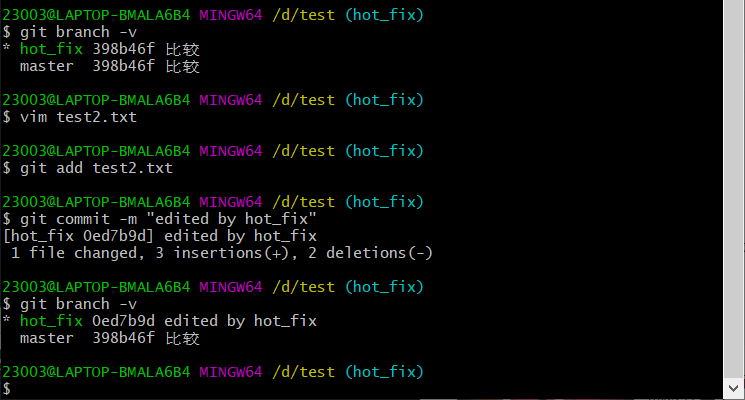 23003@LAPTOP-BMALA6B4 MINGW64 /d/test (hot_fix)
$ git branch -v
* hot_fix 398b46f 比较
  master  398b46f 比较
23003@LAPTOP-BMALA6B4 MINGW64 /d/test (hot_fix)
$ vim test2.txt
23003@LAPTOP-BMALA6B4 MINGW64 /d/test (hot_fix)
$ git add test2.txt
23003@LAPTOP-BMALA6B4 MINGW64 /d/test (hot_fix)
$ git commit -m "edited by hot_fix"
[hot_fix 0ed7b9d] edited by hot_fix
 1 file changed, 3 insertions(+), 2 deletions(-)
23003@LAPTOP-BMALA6B4 MINGW64 /d/test (hot_fix)
$ git branch -v
* hot_fix 0ed7b9d edited by hot_fix
  master  398b46f 比较
23003@LAPTOP-BMALA6B4 MINGW64 /d/test (hot_fix)
$